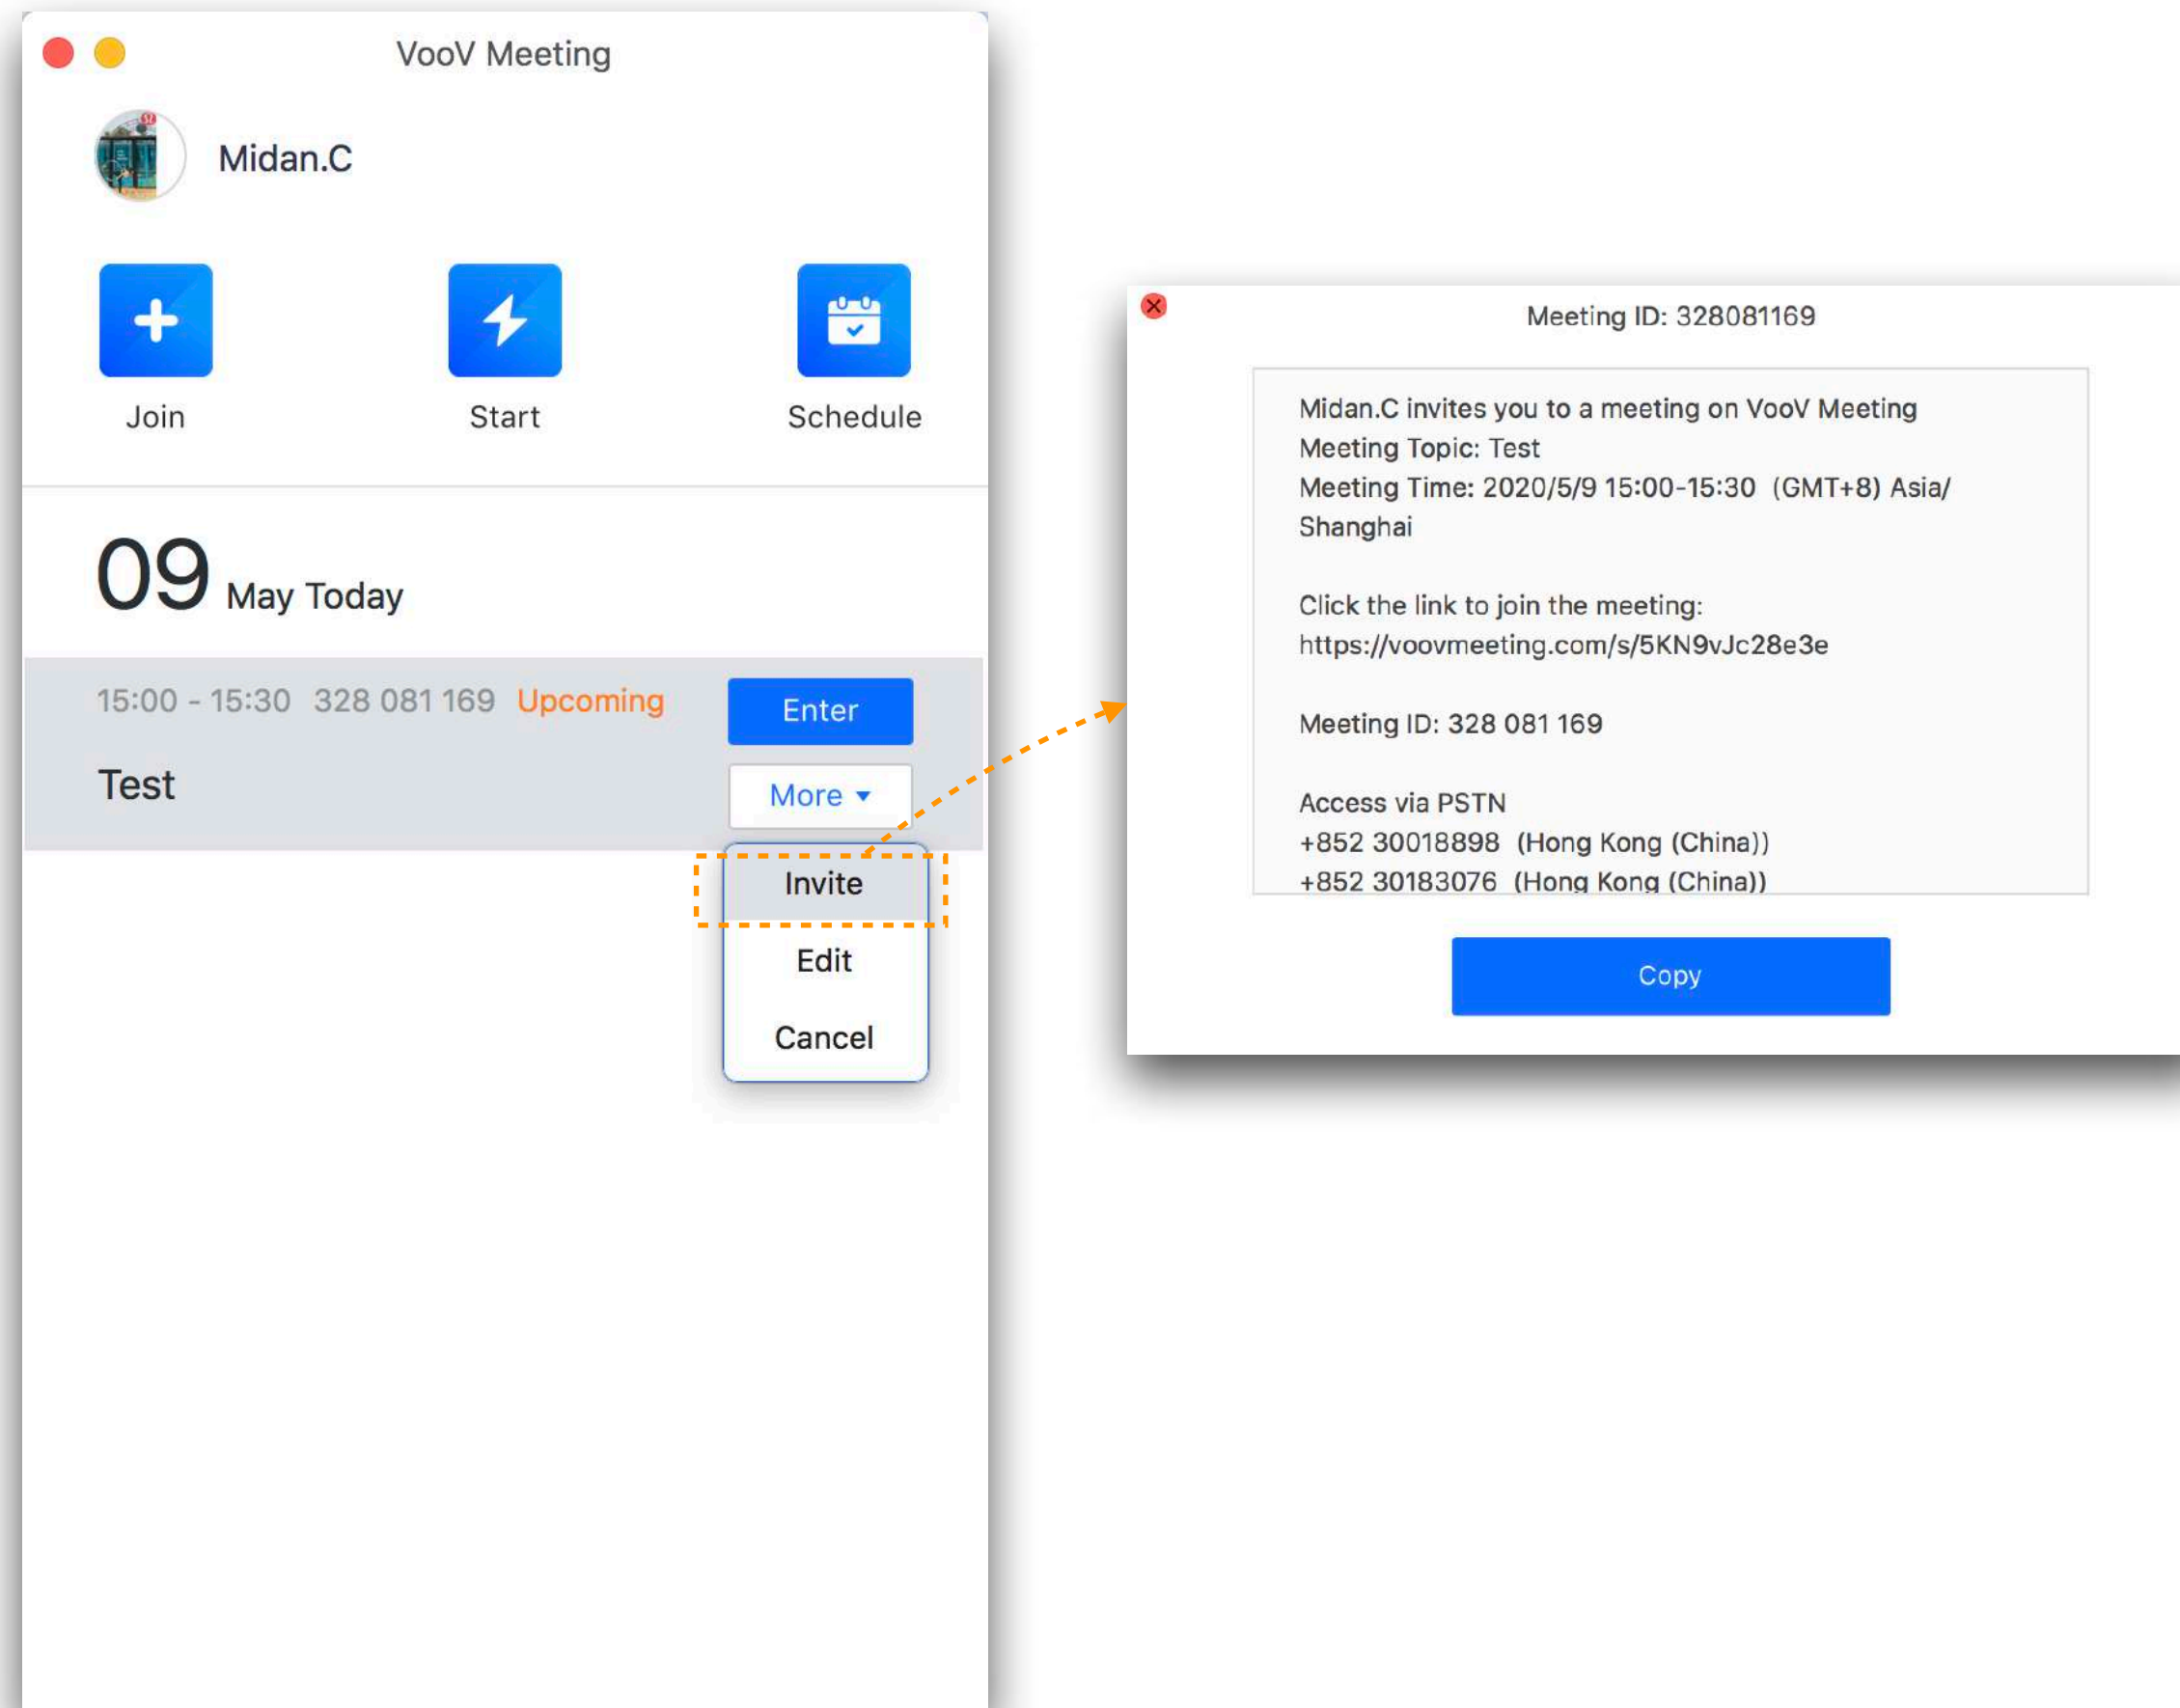 VooV Meeting
Midan.C
Join
Start
Schedule
09 May Today
15:00 - 15:30 328 081 169 Upcoming
Enter
Test
More
Invite
Edit
Cancel
Meeting ID: 328081169
Midan.C invites you to a meeting on VooV Meeting
Meeting Topic: Test
Meeting Time: 2020/5/9 15:00-15:30 (GMT+8) Asia/
Shanghai
Click the link to join the meeting:
https://voovmeeting.com/s/5KN9vJc28e3e
Meeting ID: 328 081 169
Access via PSTN
+852 30018898 (Hong Kong (China))
+852 30183076 (Hong Kong (China))
Copy